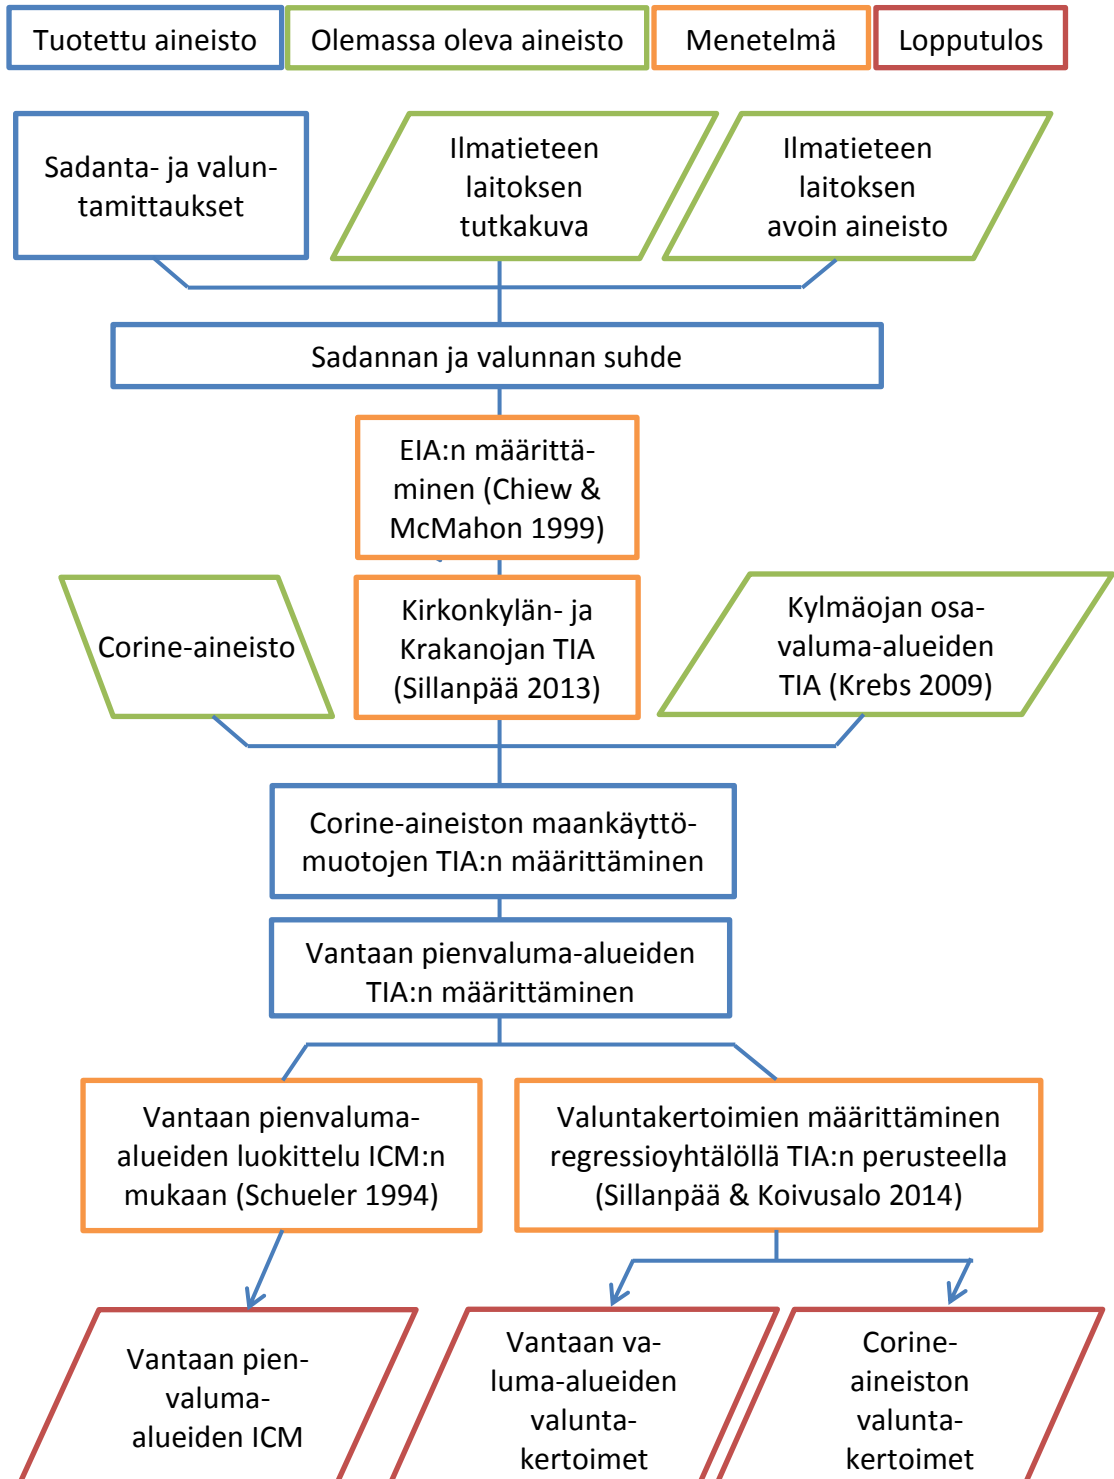 Tuotettu aineisto
Olemassa oleva aineisto
Menetelmä
Lopputulos
Sadanta- ja valun-
tamittaukset
Ilmatieteen
laitoksen
tutkakuva
Ilmatieteen
laitoksen
avoin aineisto
Sadannan ja valunnan suhde
EIA:n määrittä-
minen (Chiew &
McMahon 1999)
Corine-aineisto
Kirkonkylän- ja
Krakanojan TIA
(Sillanpää 2013)
Kylmäojan osa-
valuma-alueiden
TIA (Krebs 2009)
Corine-aineiston maankäyttö-
muotojen TIA:n määrittäminen
Vantaan pienvaluma-alueiden
TIA:n määrittäminen
Vantaan pienvaluma-
alueiden luokittelu ICM:n
mukaan (Schueler 1994)
Valuntakertoimien määrittäminen
regressioyhtälöllä TIA:n perusteella
(Sillanpää & Koivusalo 2014)
Vantaan pien-
valuma-
alueiden ICM
Vantaan va-
luma-alueiden
valunta-
kertoimet
Corine-
aineiston
valunta-
kertoimet